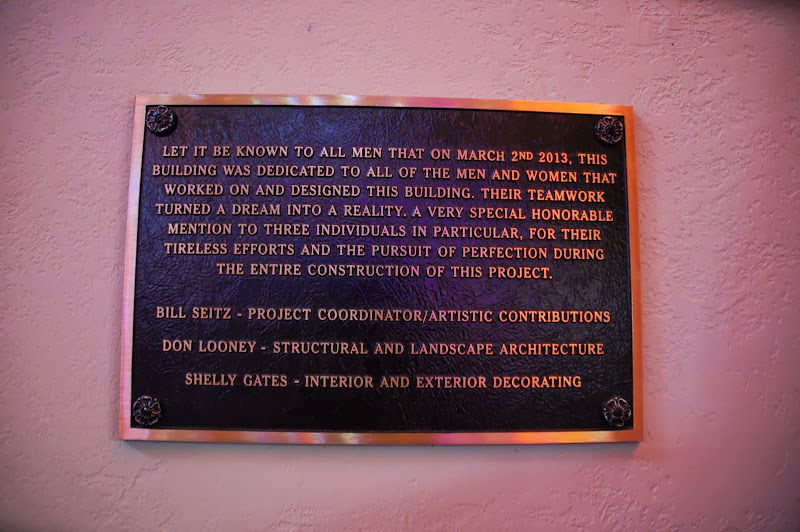 LET IT BE KNOWN TO ALL MEN THAT ON MARCH 2ND 2013, THIS
BUILDING WAS DEDICATED TO ALL OF THE MEN AND WOMEN THAT
WORKED ON AND DESIGNED THIS BUILDING. THEIR TEAMWORK
TURNED A DREAM INTO A REALITY. A VERY SPECIAL HONORABLE
MENTION TO THREE INDIVIDUALS IN PARTICULAR, FOR THEIR
TIRELESS EFFORTS AND THE PURSUIT OF PERFECTION DURING
THE ENTIRE CONSTRUCTION OF THIS PROJECT.
BILL SEITZ - PROJECT COORDINATOR/ARTISTIC CONTRIBUTIONS
DON LOONEY - STRUCTURAL AND LANDSCAPE ARCHITECTURE
SHELLY GATES - INTERIOR AND EXTERIOR DECORATING